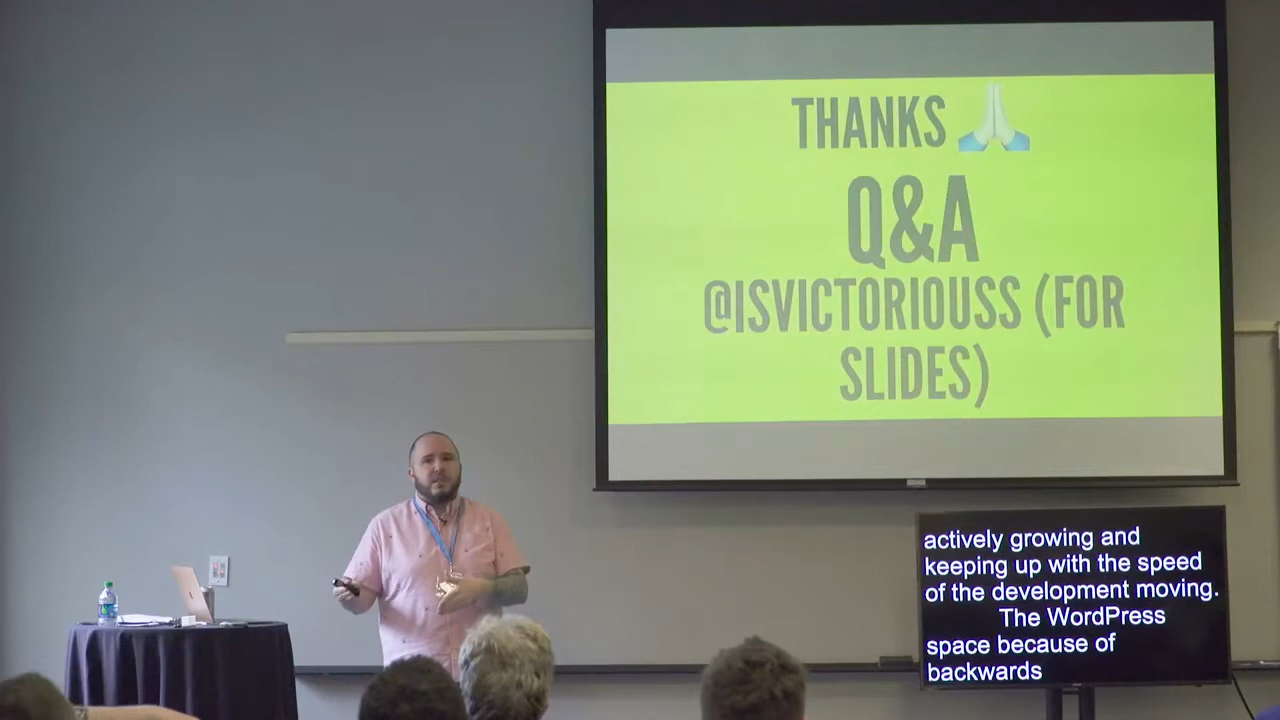 THANKS 🙏
Q&A
@ISVICTORIOUSS (FOR
SLIDES)
actively growing and
keeping up with the speed
of the development moving.
The WordPress
space because of
backwards